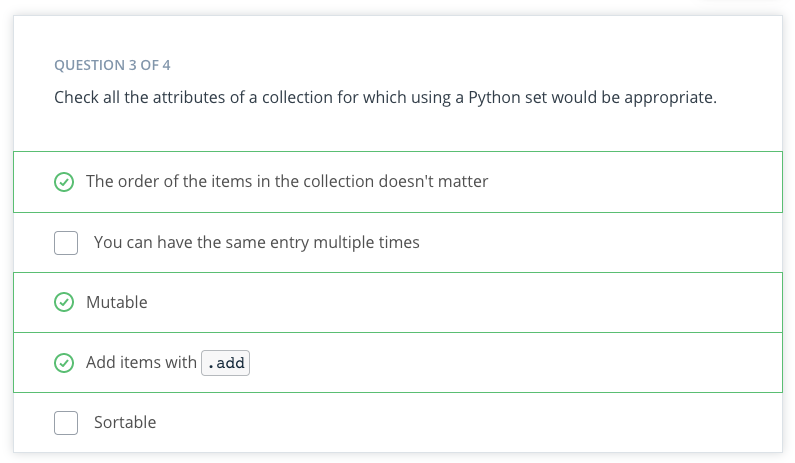 QUESTION 3 OF 4
Check all the attributes of a collection for which using a Python set would be appropriate.
The order of the items in the collection doesn't matter
You can have the same entry multiple times
Mutable
Add items with .add
Sortable